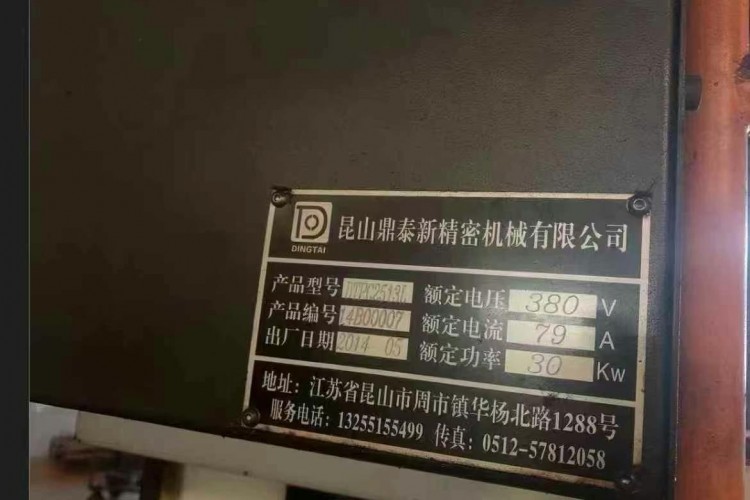 昆山鼎泰新精密机械有限公司
DINGTAI
产品型号 DTPC2513L 额定电压 380 V
产品编号 14B00007 额定电流 79 A
出厂日期 2014 05 额定功率 30 Kw
地址: 江苏省昆山市周市镇华杨北路1288号
服务电话: 13255155499 传真: 0512-57812058